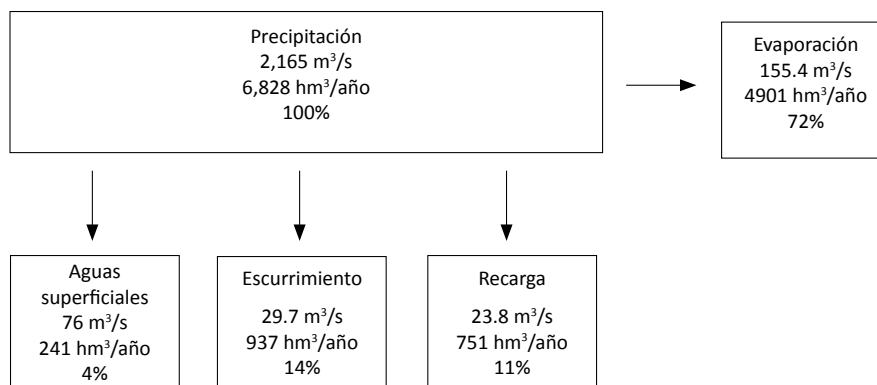 Precipitación
2,165 m³/s
6,828 hm³/año
100%
Evaporación
155.4 m³/s
4901 hm³/año
72%
Aguas
superficiales
76 m³/s
241 hm³/año
4%
Escurrimiento
29.7 m³/s
937 hm³/año
14%
Recarga
23.8 m³/s
751 hm³/año
11%